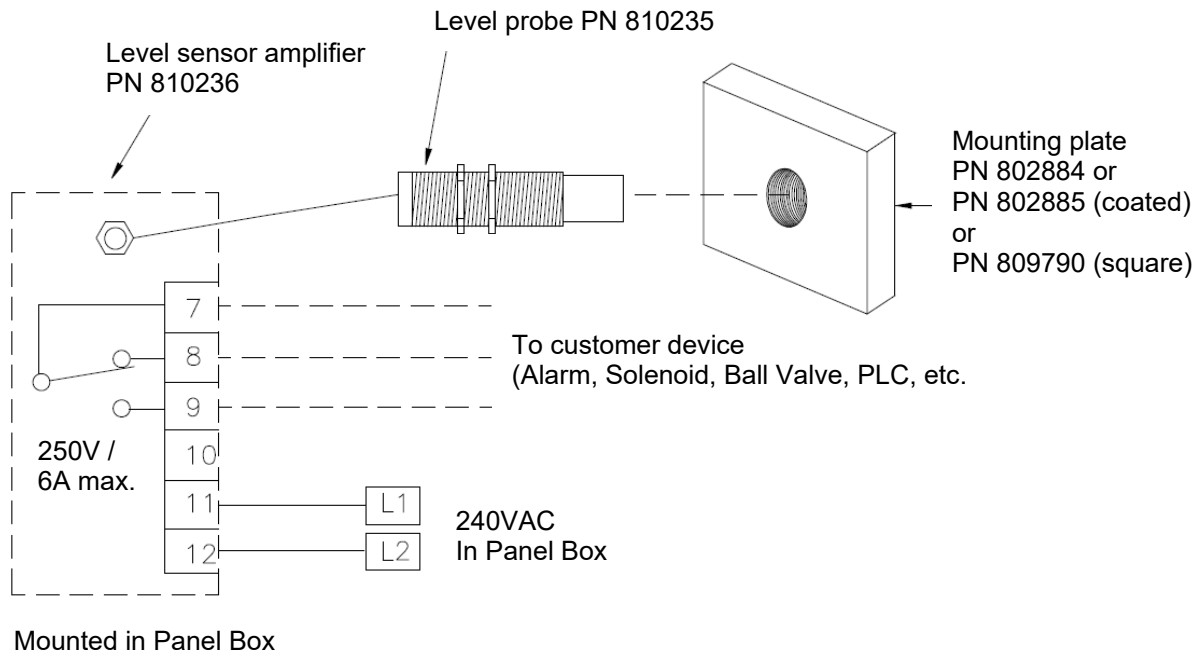 Level probe PN 810235
Level sensor amplifier
PN 810236
Mounting plate
PN 802884 or
PN 802885 (coated)
or
PN 809790 (square)
7
8
9
10
11
12
To customer device
(Alarm, Solenoid, Ball Valve, PLC, etc.
250V /
6A max.
L1
L2
240VAC
In Panel Box
Mounted in Panel Box